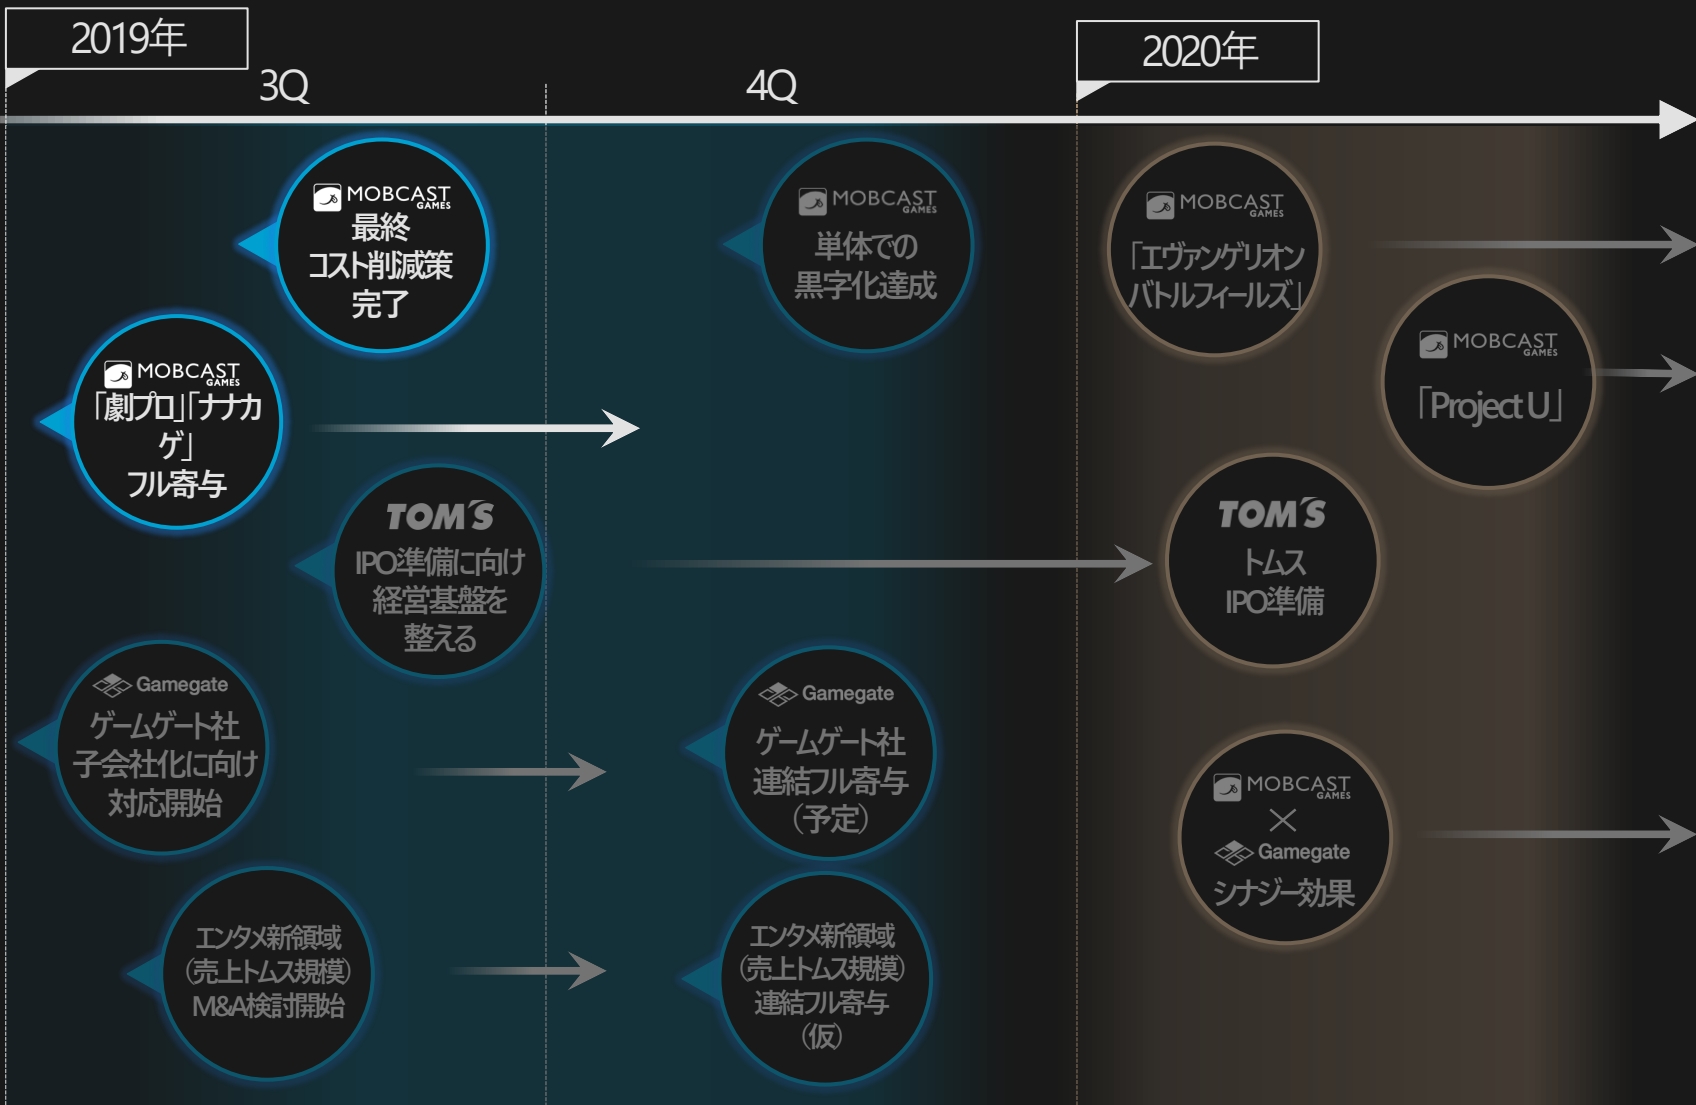 2019年
2020年
3Q
4Q
MOBCAST
GAMES
最終
コスト削減策
完了
MOBCAST
GAMES
単体での
黒字化達成
MOBCAST
GAMES
「エヴァンゲリオン
バトルフィールズ」
MOBCAST
GAMES
「Project U」
MOBCAST
GAMES
「劇プロ」「ナナカ
ゲ」
フル寄与
TOM'S
IPO準備に向け
経営基盤を
整える
TOM'S
トムス
IPO準備
Gamegate
ゲームゲート社
子会社化に向け
対応開始
Gamegate
ゲームゲート社
連結フル寄与
（予定）
MOBCAST
GAMES
×
Gamegate
シナジー効果
エンタメ新領域
（売上トムス規模）
M&A検討開始
エンタメ新領域
（売上トムス規模）
連結フル寄与
（仮）